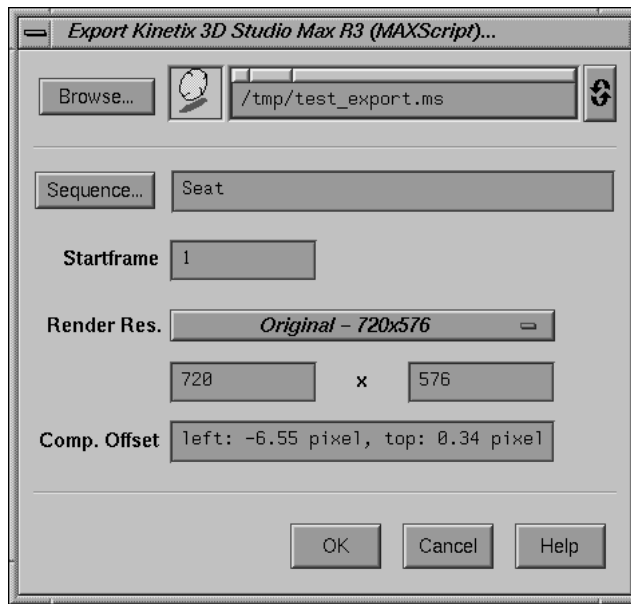 Export Kinetix 3D Studio Max R3 (MAXScript)...
Browse... /tmp/test_export.ms
Sequence... Seat
Startframe 1
Render Res. Original – 720x576
720 x 576
Comp. Offset left: -6.55 pixel, top: 0.34 pixel
OK Cancel Help